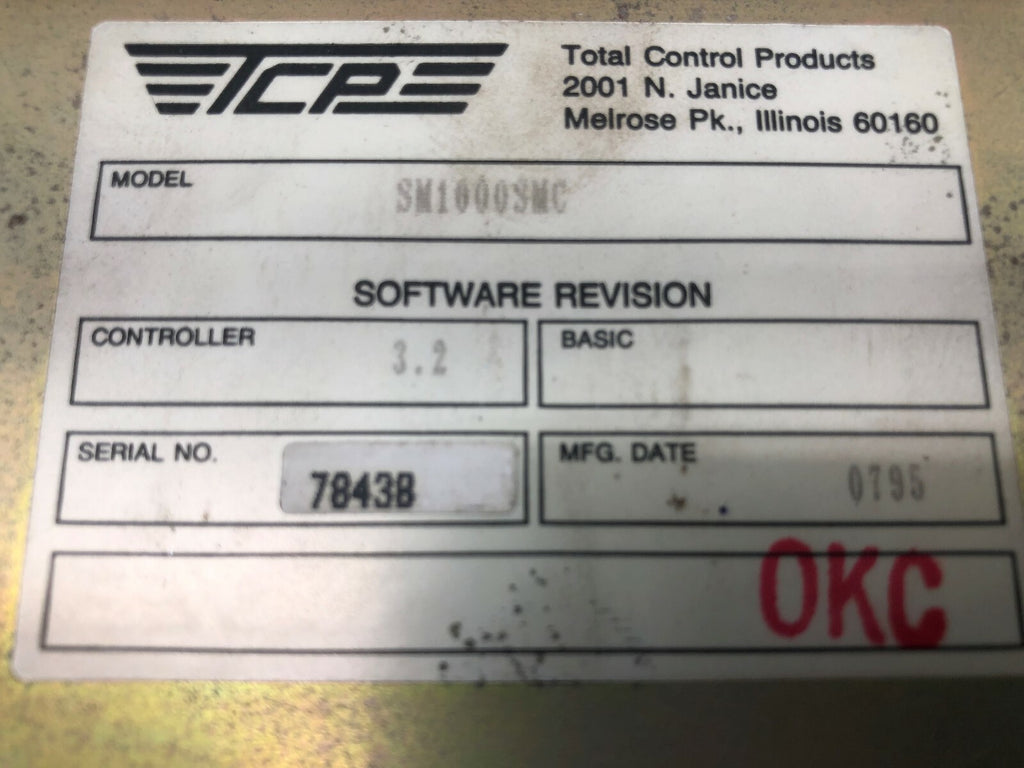 TCP
Total Control Products
2001 N. Janice
Melrose Pk., Illinois 60160
MODEL SM1000SMC
SOFTWARE REVISION
CONTROLLER 3.2
BASIC
SERIAL NO. 7843B
MFG. DATE 0795
OKC